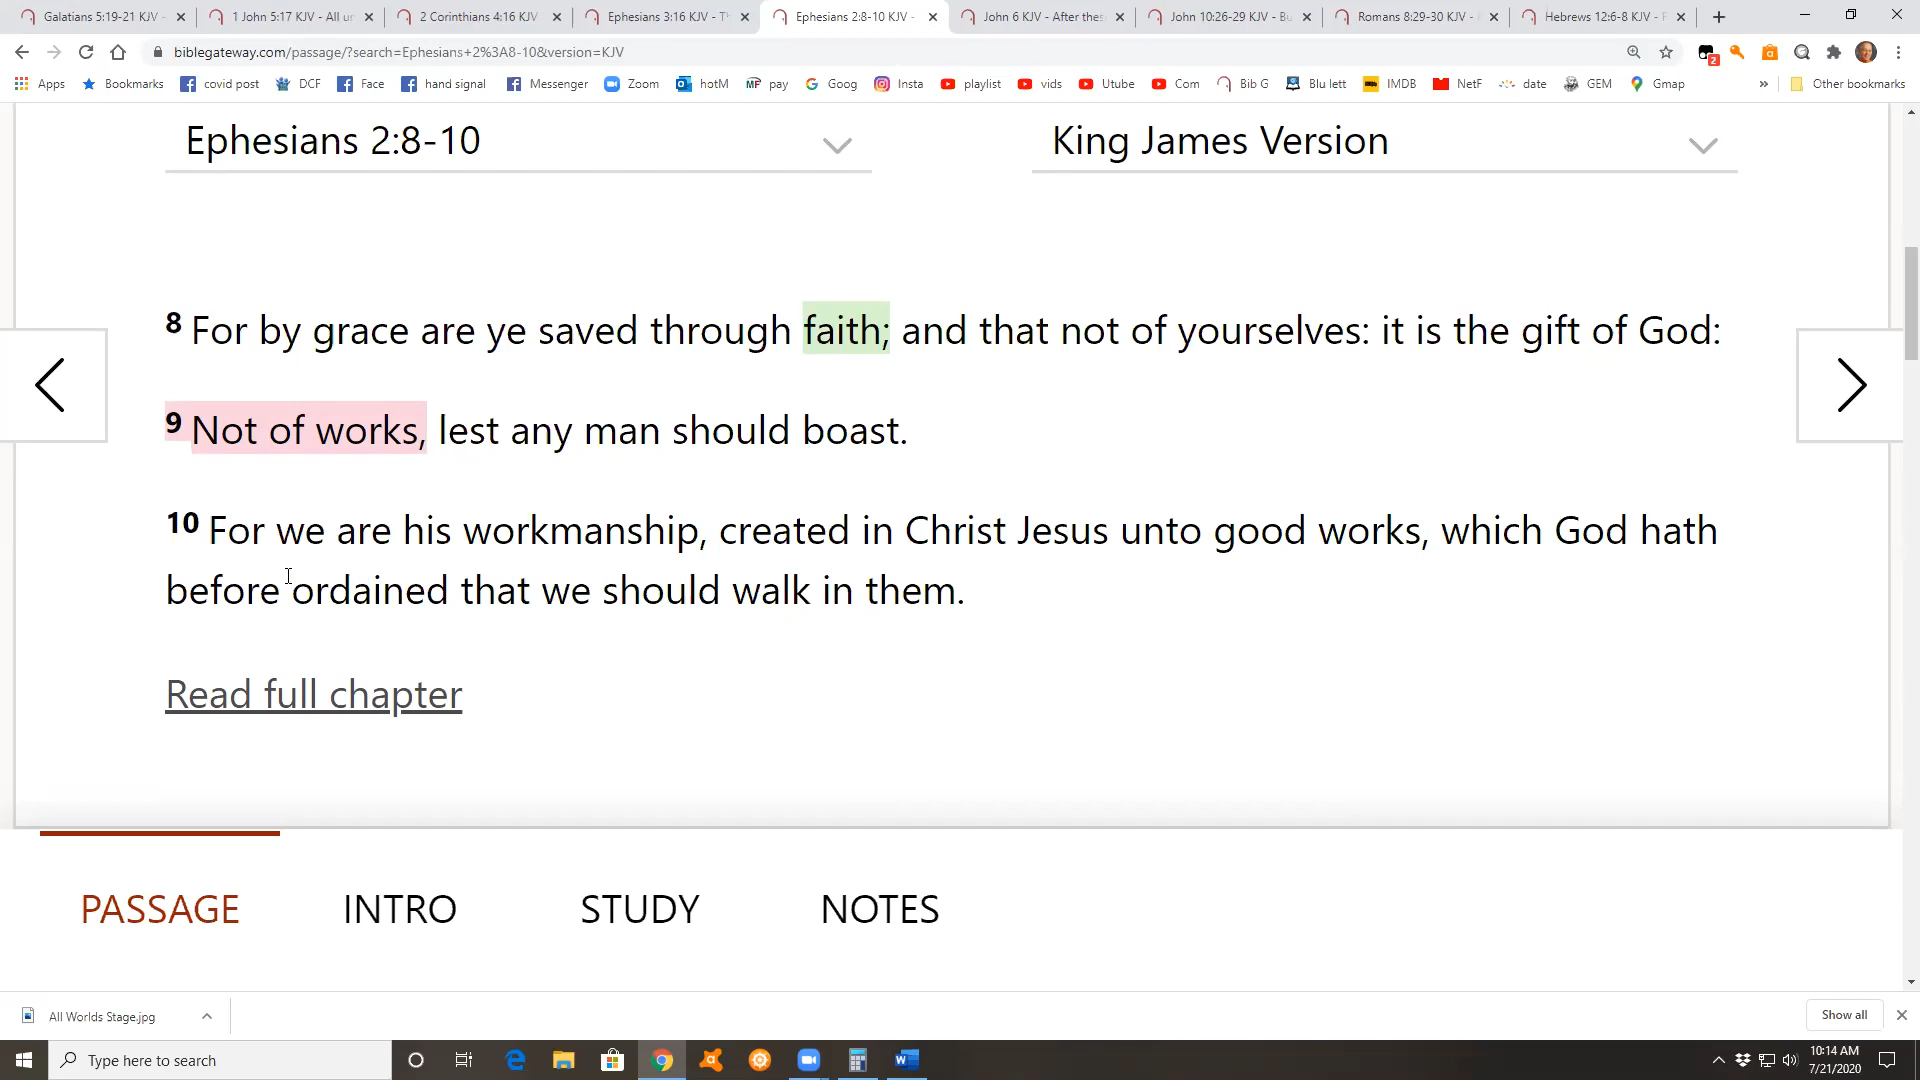 Galatians 5:19-21 KJV -
1 John 5:17 KJV - All un
2 Corinthians 4:16 KJV
Ephesians 3:16 KJV - Th
Ephesians 2:8-10 KJV -
John 6 KJV - After thes
John 10:26-29 KJV - Bu
Romans 8:29-30 KJV -
Hebrews 12:6-8 KJV - F
biblegateway.com/passage/?search=Ephesians+2%3A8-10&version=KJV
2
Apps Bookmarks covid post DCF Face hand signal Messenger Zoom hotM MF pay Goog Insta playlist vids Utube Com Bib G Blu lett IMDB NetF date GEM Gmap » Other bookmarks
Ephesians 2:8-10
King James Version
8 For by grace are ye saved through faith; and that not of yourselves: it is the gift of God:
9 Not of works, lest any man should boast.
10 For we are his workmanship, created in Christ Jesus unto good works, which God hath
before ordained that we should walk in them.
Read full chapter
PASSAGE INTRO STUDY NOTES
All Worlds Stage.jpg
Show all
Type here to search
10:14 AM
7/21/2020